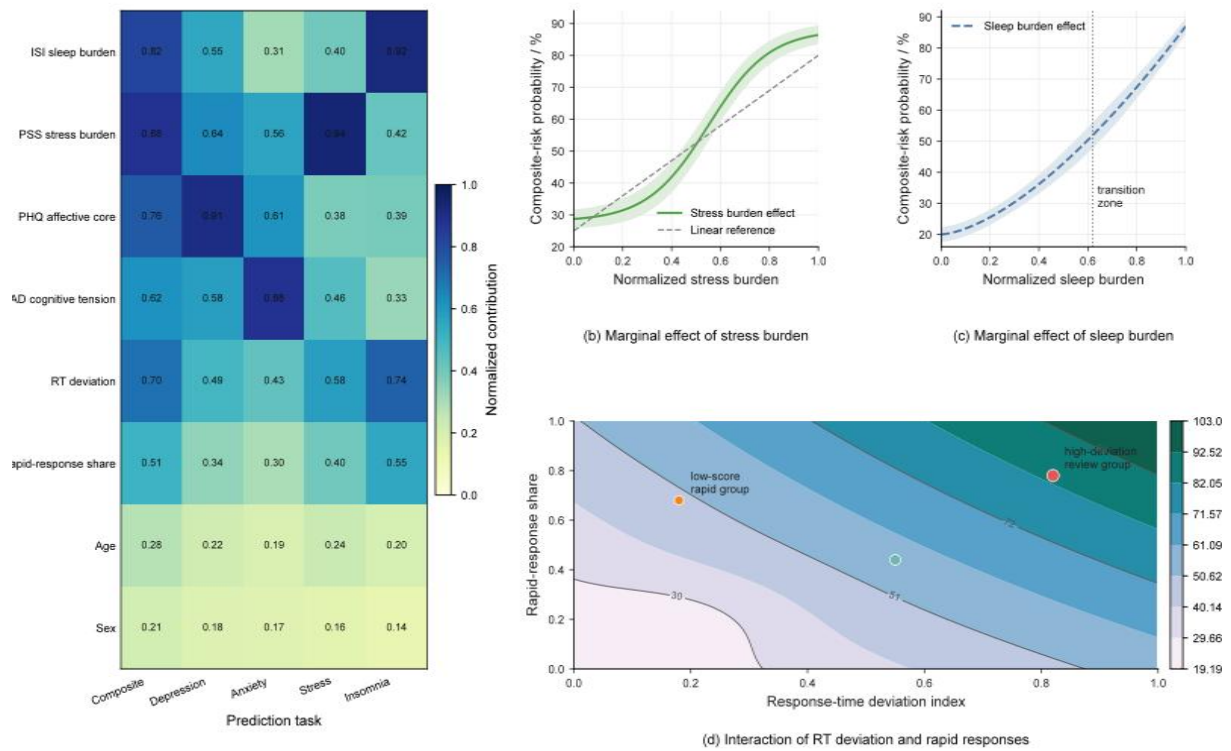 ISI sleep burden 0.82 0.55 0.31 0.40 0.92
PSS stress burden 0.88 0.64 0.56 0.94 0.42
PHQ affective core 0.76 0.91 0.61 0.38 0.39
AD cognitive tension 0.62 0.58 0.88 0.46 0.33
RT deviation 0.70 0.49 0.43 0.58 0.74
apid-response share 0.51 0.34 0.30 0.40 0.55
Age 0.28 0.22 0.19 0.24 0.20
Sex 0.21 0.18 0.17 0.16 0.14
Composite Depression Anxiety Stress Insomnia
Prediction task
1.0
0.8
0.6
0.4
0.2
0.0
Normalized contribution
Composite-risk probability / %
90
80
70
60
50
40
30
20
Stress burden effect
Linear reference
0.0 0.2 0.4 0.6 0.8 1.0
Normalized stress burden
(b) Marginal effect of stress burden
Composite-risk probability / %
90
80
70
60
50
40
30
20
Sleep burden effect
transition
zone
0.0 0.2 0.4 0.6 0.8 1.0
Normalized sleep burden
(c) Marginal effect of sleep burden
Rapid-response share
1.0
0.8
0.6
0.4
0.2
0.0
low-score
rapid group
high-deviation
review group
72
51
30
0.0 0.2 0.4 0.6 0.8 1.0
Response-time deviation index
103.0
92.52
82.05
71.57
61.09
50.62
40.14
29.66
19.19
(d) Interaction of RT deviation and rapid responses